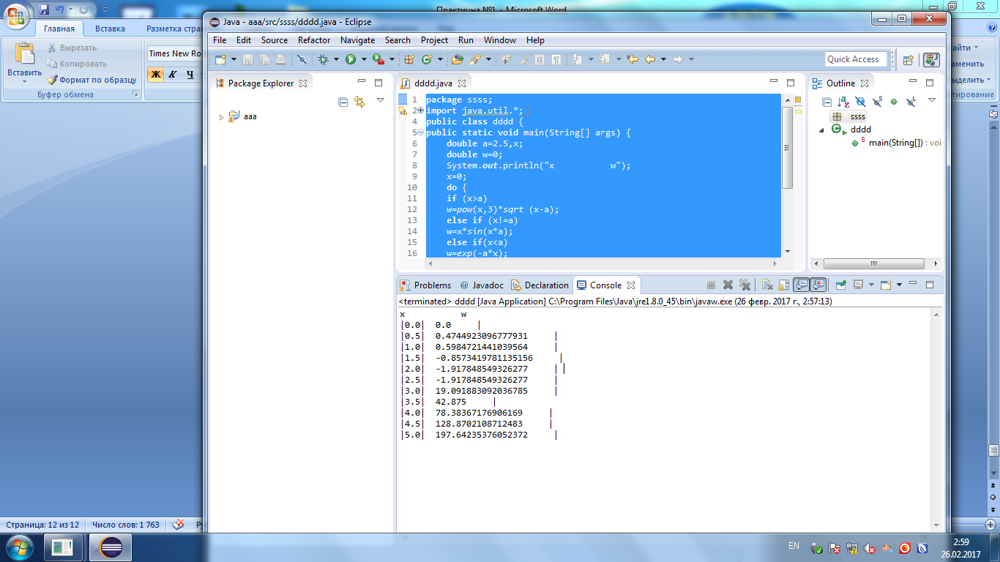 Практична №1 - Microsoft Word
Java - aaa/src/ssss/dddd.java - Eclipse
Главная
Вставка
Разметка стра
Вставить
Вырезать
Копировать
Формат по образцу
Буфер обмена
Times New Ro
Ж К Ч
айти
аменить
ыделить
тирование
File Edit Source Refactor Navigate Search Project Run Window Help
Quick Access
Package Explorer
aaa
dddd.java
1 package ssss;
2 import java.util.*;
4 public class dddd {
5 public static void main(String[] args) {
6 double a=2.5,x;
7 double w=0;
8 System.out.println("x           w");
9 x=0;
10 do {
11 if (x>a)
12 w=pow(x,3)*sqrt (x-a);
13 else if (x!=a)
14 w=x*sin(x*a);
15 else if(x<a)
16 w=exp(-a*x);
Outline
ssss
dddd
main(String[]) : voi
Problems
@ Javadoc
Declaration
Console
<terminated> dddd [Java Application] C:\Program Files\Java\jre1.8.0_45\bin\javaw.exe (26 февр. 2017 г., 2:57:13)
x           w
|0.0|  0.0     |
|0.5|  0.4744923096777931     |
|1.0|  0.5984721441039564     |
|1.5|  -0.8573419781135156     |
|2.0|  -1.917848549326277     |
|2.5|  -1.917848549326277     |
|3.0|  19.091883092036785     |
|3.5|  42.875     |
|4.0|  78.38367176906169     |
|4.5|  128.8702108712483     |
|5.0|  197.64235376052372     |
Страница: 12 из 12
Число слов: 1 763
EN
2:59
26.02.2017